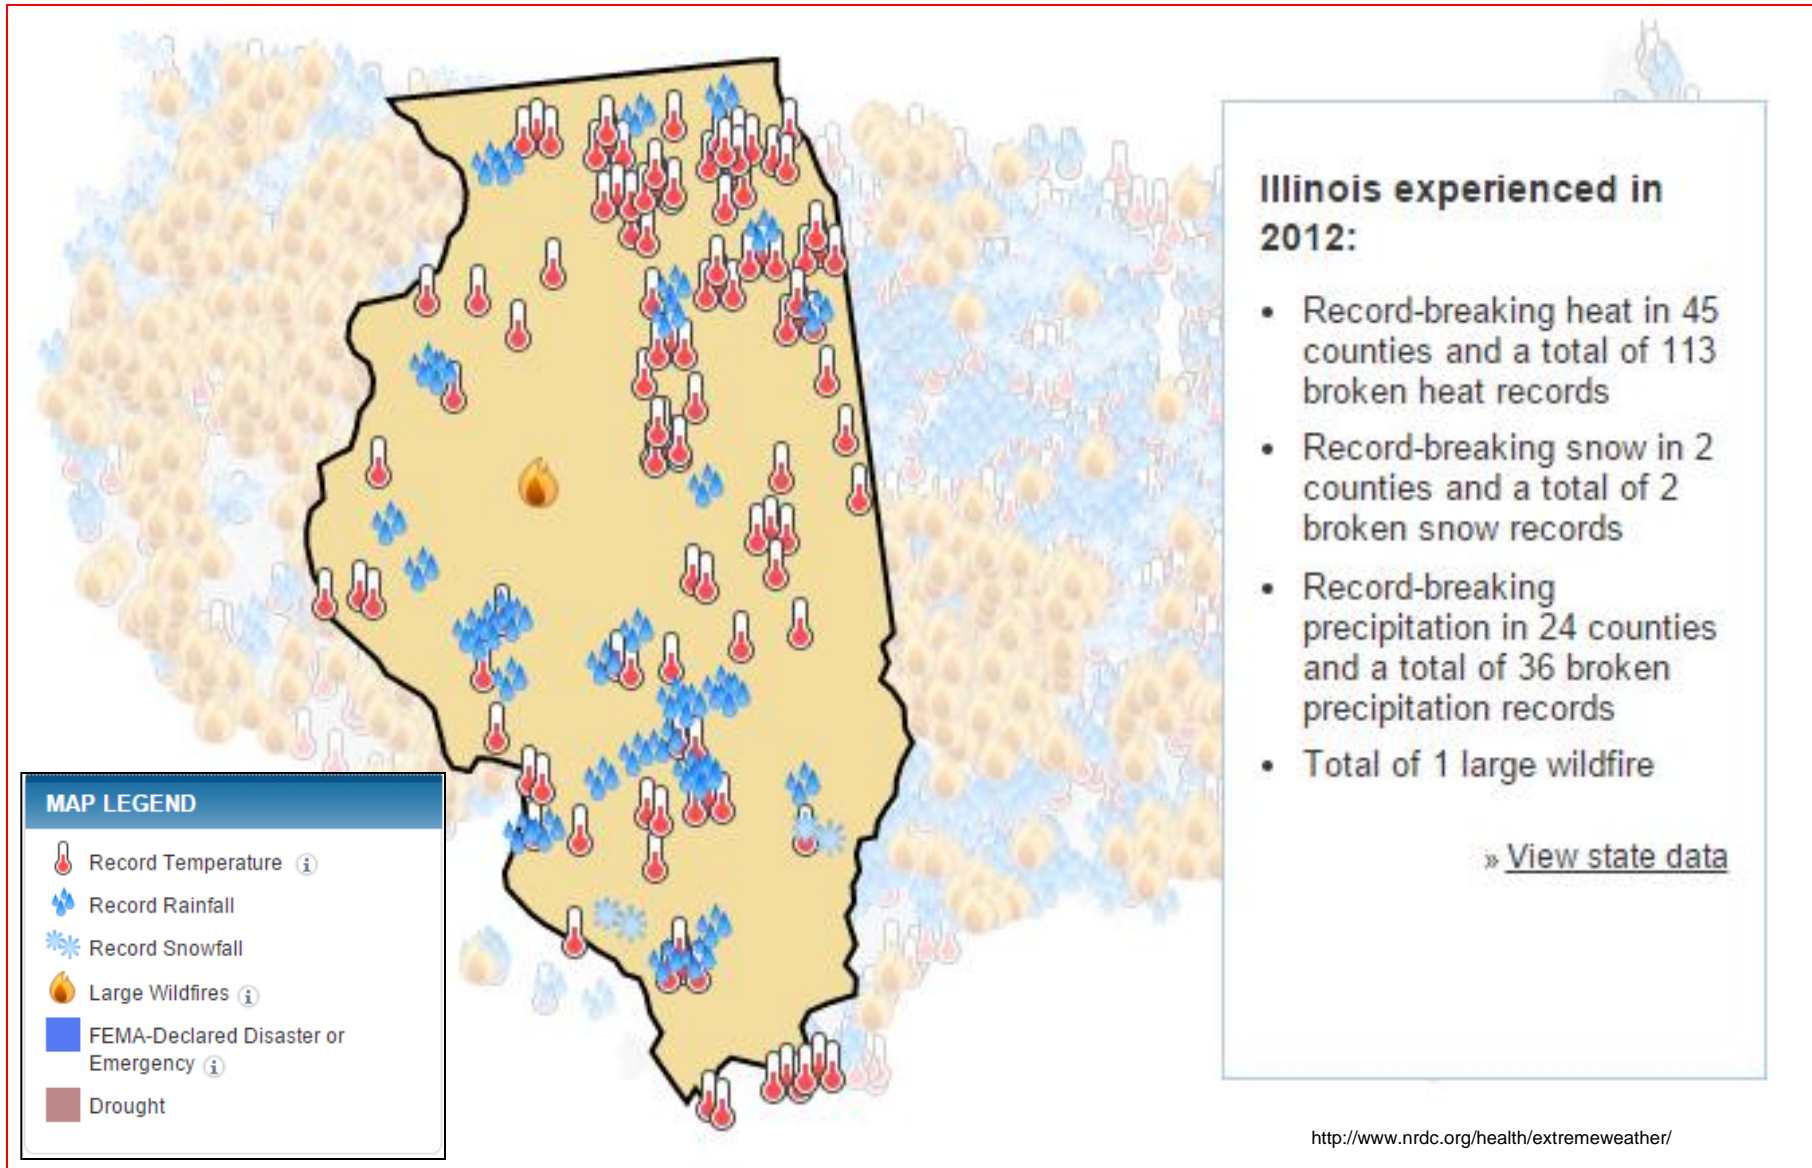 Illinois experienced in
2012:
• Record-breaking heat in 45
counties and a total of 113
broken heat records
• Record-breaking snow in 2
counties and a total of 2
broken snow records
• Record-breaking
precipitation in 24 counties
and a total of 36 broken
precipitation records
• Total of 1 large wildfire
» View state data
MAP LEGEND
Record Temperature i
Record Rainfall
Record Snowfall
Large Wildfires i
FEMA-Declared Disaster or
Emergency i
Drought
http://www.nrdc.org/health/extremeweather/